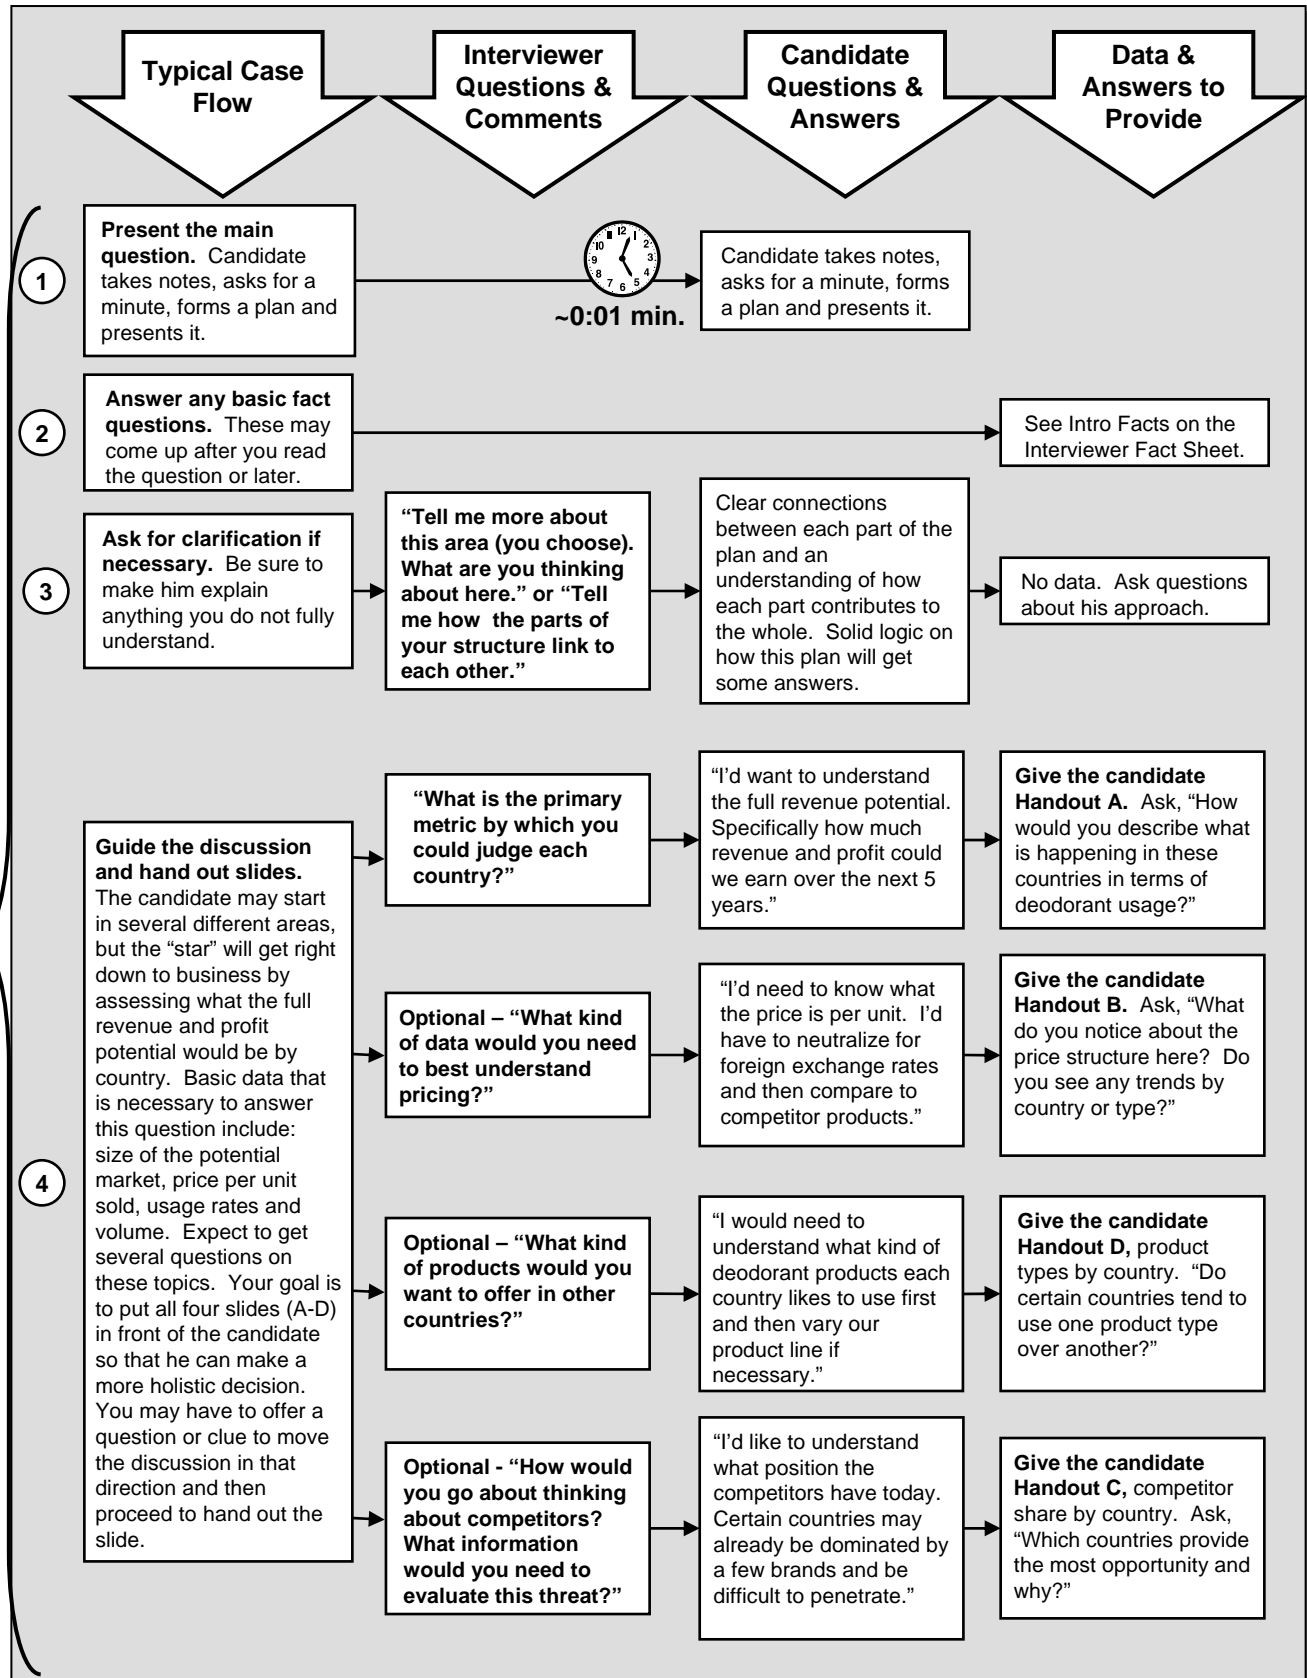 Typical Case
Flow
Interviewer
Questions &
Comments
Candidate
Questions &
Answers
Data &
Answers to
Provide
1
Present the main
question.  Candidate
takes notes, asks for a
minute, forms a plan and
presents it.
12
1
2
3
4
5
6
7
8
9
10
~0:01 min.
Candidate takes notes,
asks for a minute, forms
a plan and presents it.
2
Answer any basic fact
questions.  These may
come up after you read
the question or later.
See Intro Facts on the
Interviewer Fact Sheet.
3
Ask for clarification if
necessary.  Be sure to
make him explain
anything you do not fully
understand.
“Tell me more about
this area (you choose).
What are you thinking
about here.” or “Tell
me how  the parts of
your structure link to
each other.”
Clear connections
between each part of the
plan and an
understanding of how
each part contributes to
the whole.  Solid logic on
how this plan will get
some answers.
No data.  Ask questions
about his approach.
4
Guide the discussion
and hand out slides.
The candidate may start
in several different areas,
but the “star” will get right
down to business by
assessing what the full
revenue and profit
potential would be by
country.  Basic data that
is necessary to answer
this question include:
size of the potential
market, price per unit
sold, usage rates and
volume.  Expect to get
several questions on
these topics.  Your goal is
to put all four slides (A-D)
in front of the candidate
so that he can make a
more holistic decision.
You may have to offer a
question or clue to move
the discussion in that
direction and then
proceed to hand out the
slide.
“What is the primary
metric by which you
could judge each
country?”
“I’d want to understand
the full revenue potential.
Specifically how much
revenue and profit could
we earn over the next 5
years.”
Give the candidate
Handout A.  Ask, “How
would you describe what
is happening in these
countries in terms of
deodorant usage?”
Optional – “What kind
of data would you need
to best understand
pricing?”
“I’d need to know what
the price is per unit.  I’d
have to neutralize for
foreign exchange rates
and then compare to
competitor products.”
Give the candidate
Handout B.  Ask, “What
do you notice about the
price structure here?  Do
you see any trends by
country or type?”
Optional – “What kind
of products would you
want to offer in other
countries?”
“I would need to
understand what kind of
deodorant products each
country likes to use first
and then vary our
product line if
necessary.”
Give the candidate
Handout D, product
types by country.  “Do
certain countries tend to
use one product type
over another?”
Optional - “How would
you go about thinking
about competitors?
What information
would you need to
evaluate this threat?”
“I’d like to understand
what position the
competitors have today.
Certain countries may
already be dominated by
a few brands and be
difficult to penetrate.”
Give the candidate
Handout C, competitor
share by country.  Ask,
“Which countries provide
the most opportunity and
why?”